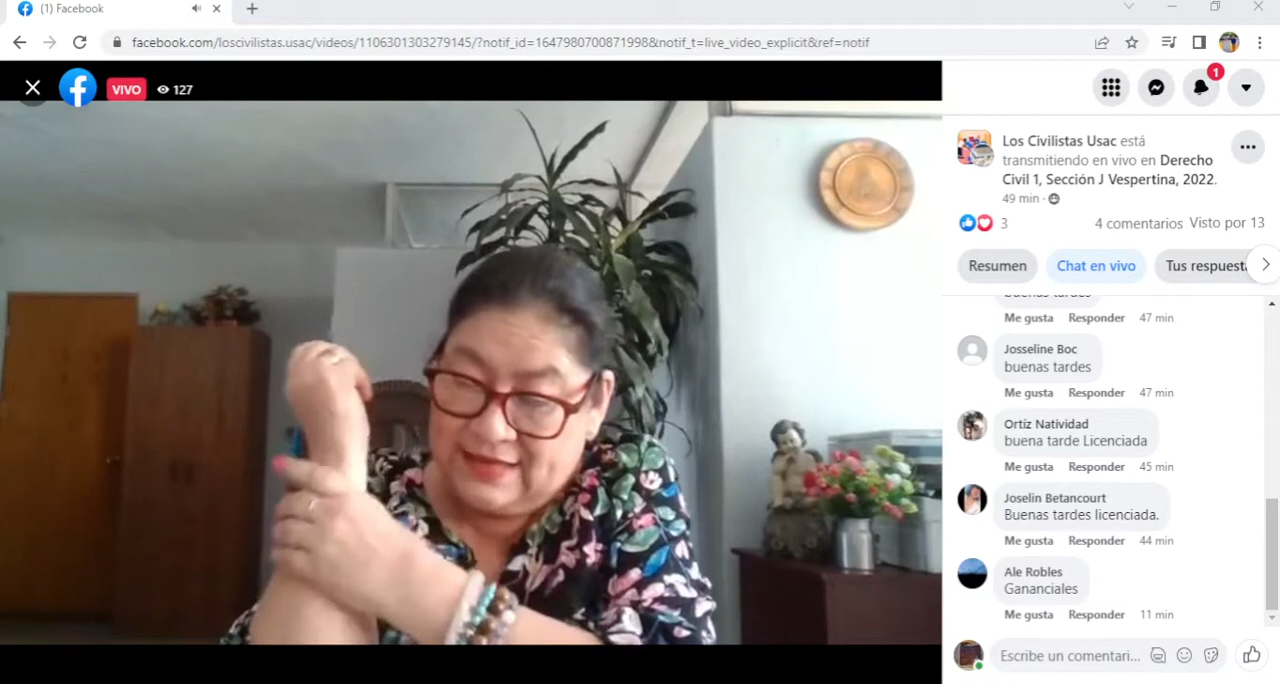 (1) Facebook
facebook.com/loscivilistas.usac/videos/1106301303279145/?notif_id=1647980700871998&notif_t=live_video_explicit&ref=notif
VIVO 127
1
Los Civilistas Usac está
transmitiendo en vivo en Derecho
Civil 1, Sección J Vespertina, 2022.
49 min ·
3 4 comentarios Visto por 13
Resumen Chat en vivo Tus respuest
buenas tardes
Me gusta Responder 47 min
Josseline Boc
buenas tardes
Me gusta Responder 47 min
Ortíz Natividad
buena tarde Licenciada
Me gusta Responder 45 min
Joselin Betancourt
Buenas tardes licenciada.
Me gusta Responder 44 min
Ale Robles
Gananciales
Me gusta Responder 11 min
Escribe un comentari...